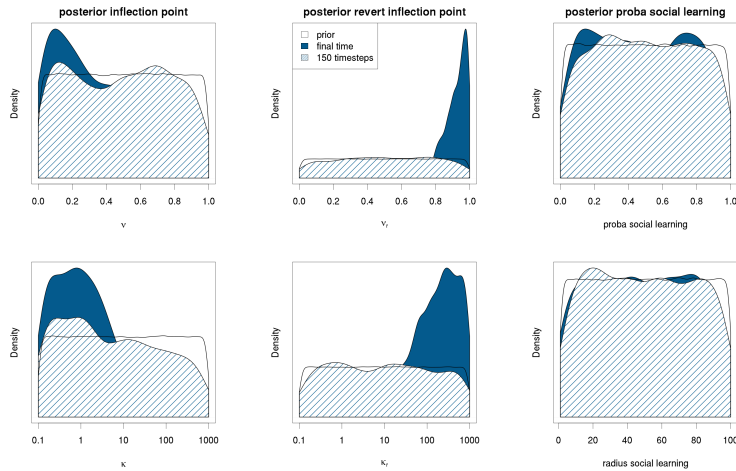 posterior inflection point
posterior revert inflection point
posterior proba social learning
prior
final time
150 timesteps
Density
Density
Density
0.0 0.2 0.4 0.6 0.8 1.0
0.0 0.2 0.4 0.6 0.8 1.0
0.0 0.2 0.4 0.6 0.8 1.0
ν
νr
proba social learning
Density
Density
Density
0.1 1 10 100 1000
0.1 1 10 100 1000
0 20 40 60 80 100
κ
κr
radius social learning